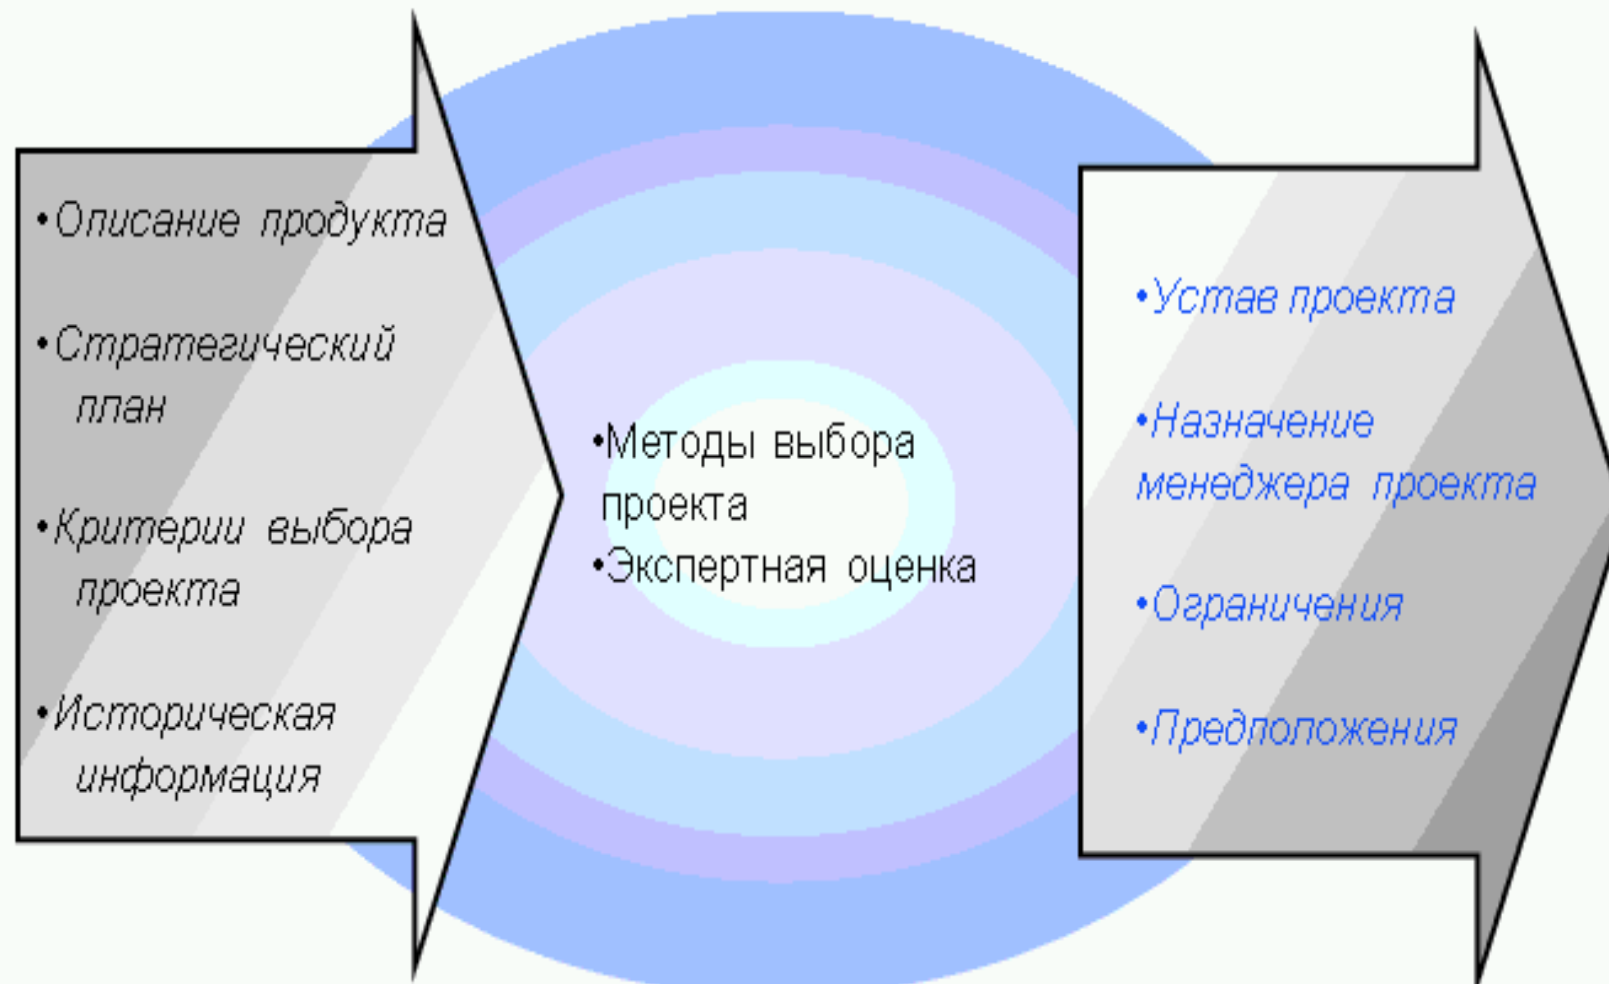 •Описание продукта
•Стратегический
план
•Критерии выбора
проекта
•Историческая
информация
•Методы выбора
проекта
•Экспертная оценка
•Устав проекта
•Назначение
менеджера проекта
•Ограничения
•Предположения